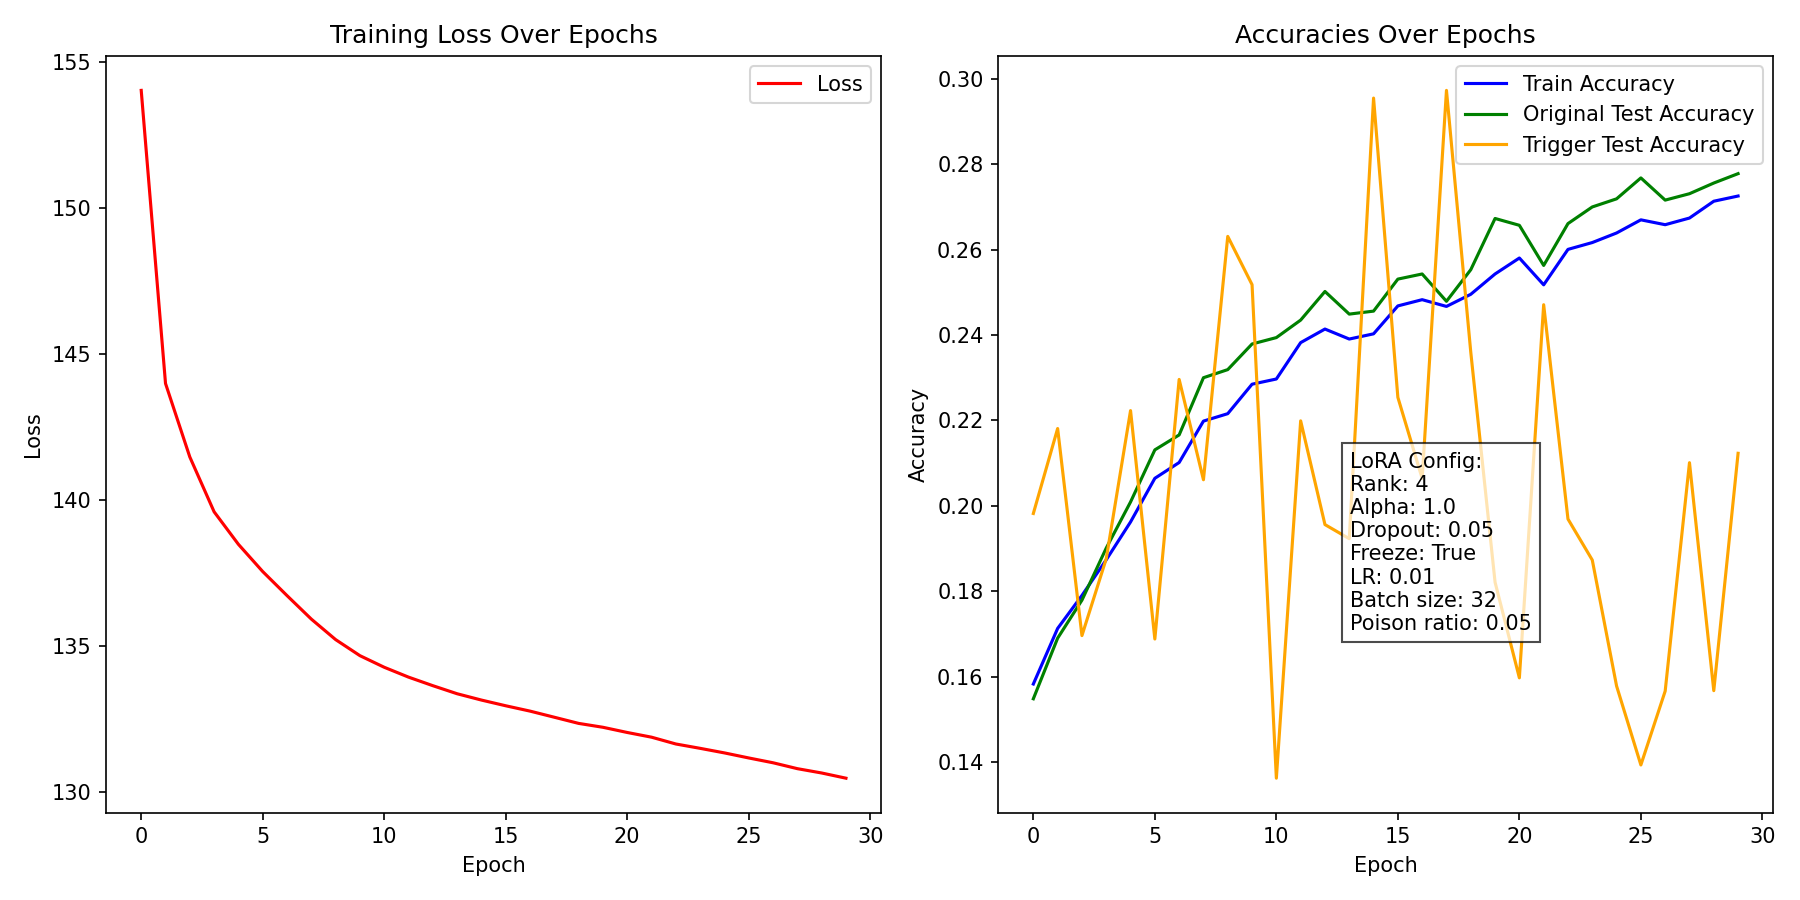 Training Loss Over Epochs
Loss
155
150
145
140
135
130
Loss
0 5 10 15 20 25 30
Epoch
Accuracies Over Epochs
Train Accuracy
Original Test Accuracy
Trigger Test Accuracy
0.30
0.28
0.26
0.24
0.22
0.20
0.18
0.16
0.14
Accuracy
LoRA Config:
Rank: 4
Alpha: 1.0
Dropout: 0.05
Freeze: True
LR: 0.01
Batch size: 32
Poison ratio: 0.05
0 5 10 15 20 25 30
Epoch